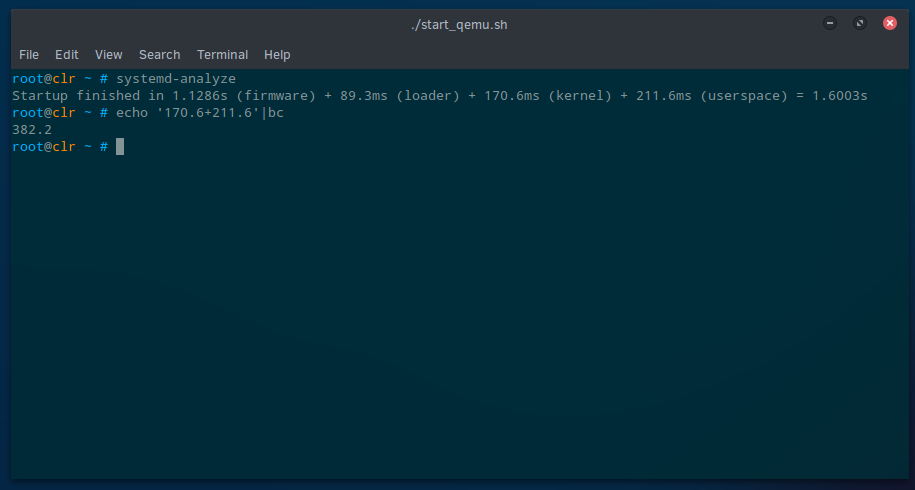 ./start_qemu.sh
File Edit View Search Terminal Help
root@clr ~ # systemd-analyze
Startup finished in 1.1286s (firmware) + 89.3ms (loader) + 170.6ms (kernel) + 211.6ms (userspace) = 1.6003s
root@clr ~ # echo '170.6+211.6'|bc
382.2
root@clr ~ #